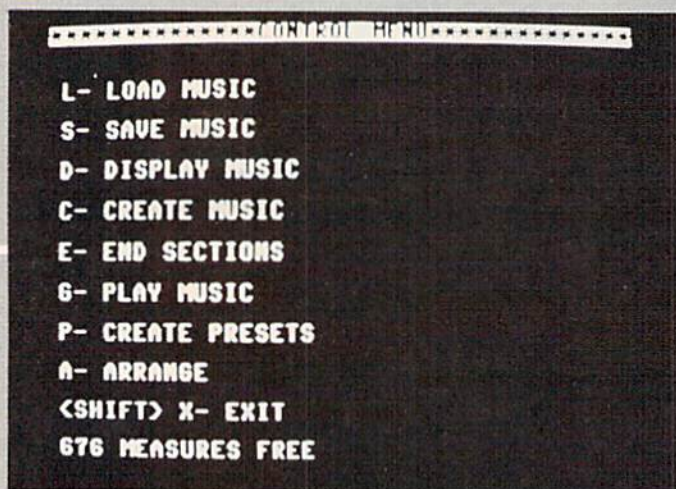 CONTROL MENU
L- LOAD MUSIC
S- SAVE MUSIC
D- DISPLAY MUSIC
C- CREATE MUSIC
E- END SECTIONS
G- PLAY MUSIC
P- CREATE PRESETS
A- ARRANGE
<SHIFT> X- EXIT
676 MEASURES FREE